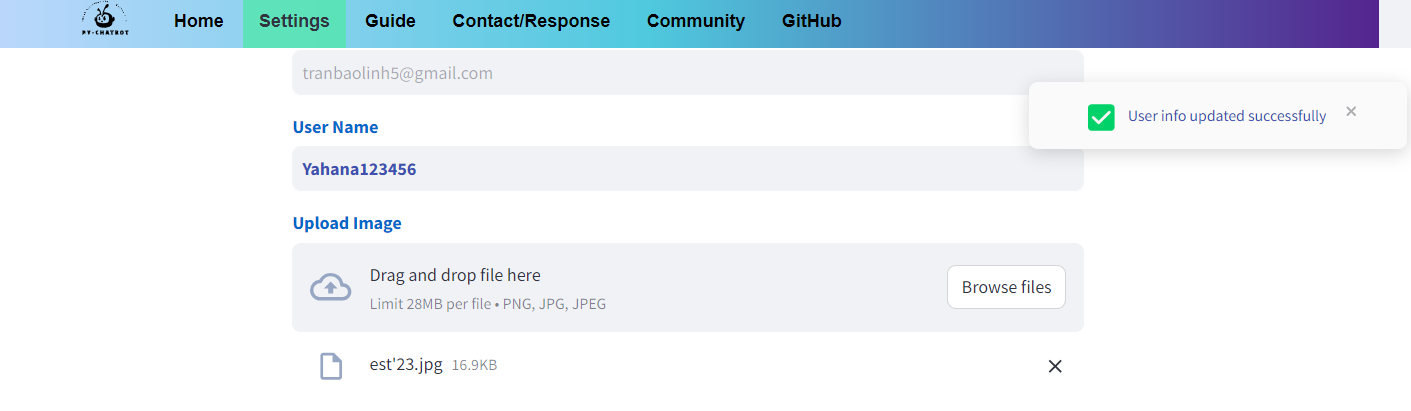 PY-CHATBOT
Home Settings Guide Contact/Response Community GitHub
tranbaolinh5@gmail.com
User info updated successfully
User Name
Yahana123456
Upload Image
Drag and drop file here
Limit 28MB per file • PNG, JPG, JPEG
Browse files
est'23.jpg 16.9KB